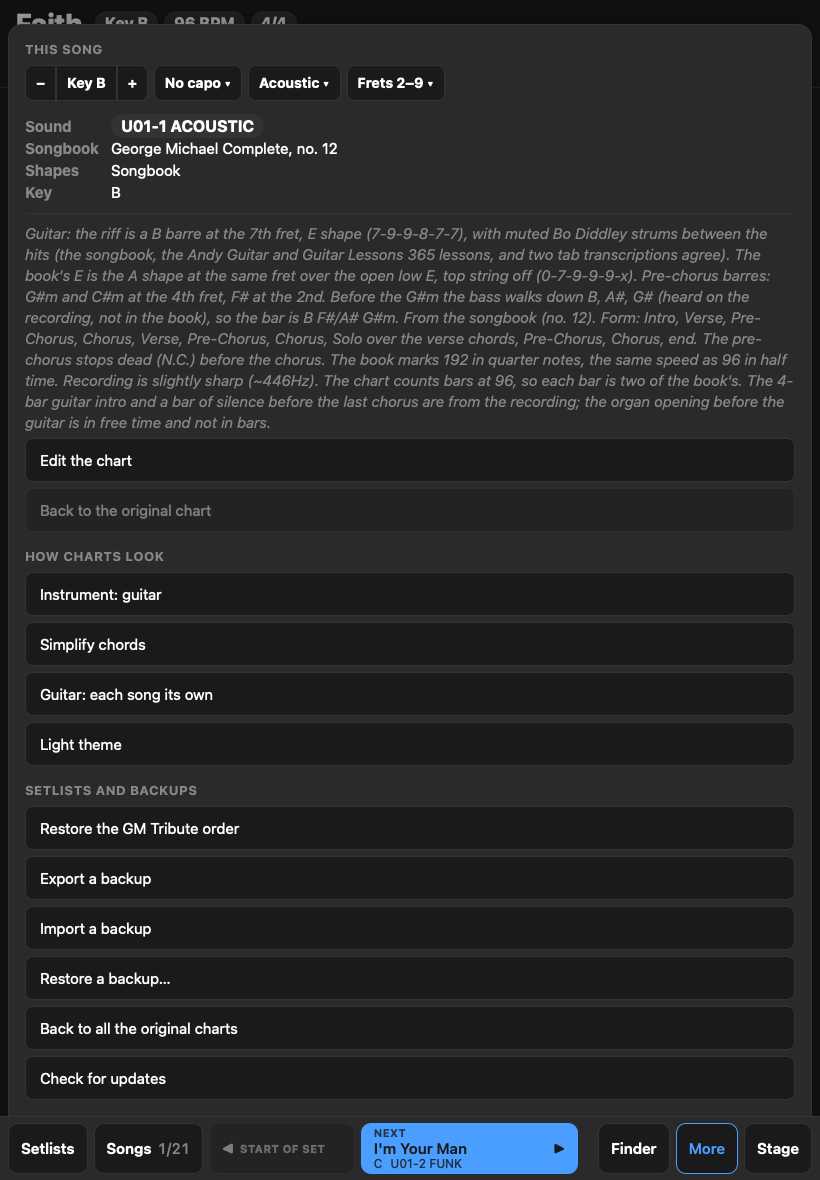 Faith Key B 96 BPM 4/4
THIS SONG
– Key B + No capo ▾ Acoustic ▾ Frets 2–9 ▾
Sound U01-1 ACOUSTIC
Songbook George Michael Complete, no. 12
Shapes Songbook
Key B
Guitar: the riff is a B barre at the 7th fret, E shape (7-9-9-8-7-7), with muted Bo Diddley strums between the
hits (the songbook, the Andy Guitar and Guitar Lessons 365 lessons, and two tab transcriptions agree). The
book's E is the A shape at the same fret over the open low E, top string off (0-7-9-9-9-x). Pre-chorus barres:
G#m and C#m at the 4th fret, F# at the 2nd. Before the G#m the bass walks down B, A#, G# (heard on the
recording, not in the book), so the bar is B F#/A# G#m. From the songbook (no. 12). Form: Intro, Verse, Pre-
Chorus, Chorus, Verse, Pre-Chorus, Chorus, Solo over the verse chords, Pre-Chorus, Chorus, end. The pre-
chorus stops dead (N.C.) before the chorus. The book marks 192 in quarter notes, the same speed as 96 in half
time. Recording is slightly sharp (~446Hz). The chart counts bars at 96, so each bar is two of the book's. The 4-
bar guitar intro and a bar of silence before the last chorus are from the recording; the organ opening before the
guitar is in free time and not in bars.
Edit the chart
Back to the original chart
HOW CHARTS LOOK
Instrument: guitar
Simplify chords
Guitar: each song its own
Light theme
SETLISTS AND BACKUPS
Restore the GM Tribute order
Export a backup
Import a backup
Restore a backup...
Back to all the original charts
Check for updates
Setlists Songs 1/21 ◀ START OF SET NEXT
I'm Your Man ▶
C U01-2 FUNK
Finder More Stage